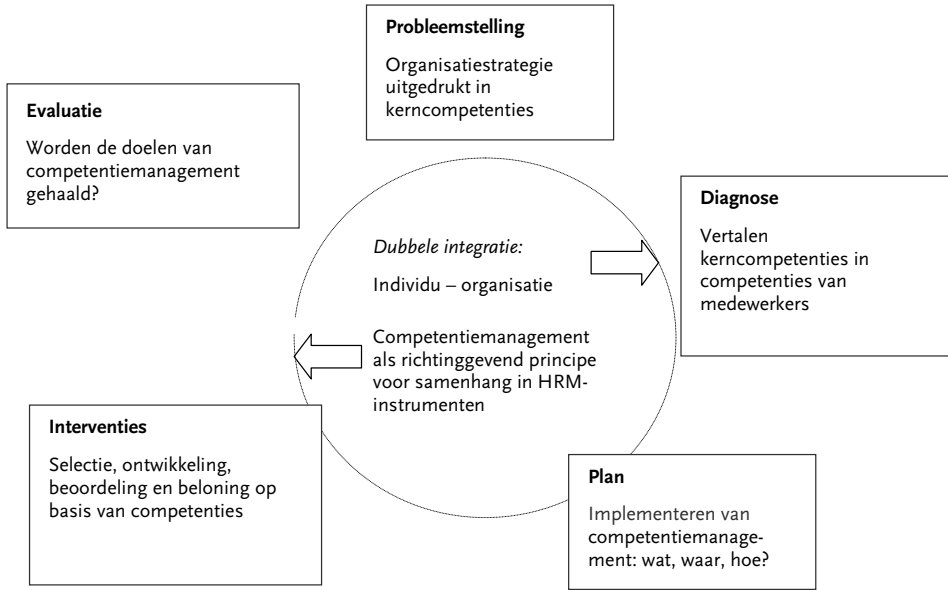 Probleemstelling
Organisatiestrategie
uitgedrukt in
kerncompetenties
Evaluatie
Worden de doelen van
competentiemanagement
gehaald?
Diagnose
Vertalen
kerncompetenties in
competenties van
medewerkers
Dubbele integratie:
Individu – organisatie
Competentiemanagement
als richtinggevend principe
voor samenhang in HRM-
instrumenten
Interventies
Selectie, ontwikkeling,
beoordeling en beloning op
basis van competenties
Plan
Implementeren van
competentiemanage-
ment: wat, waar, hoe?